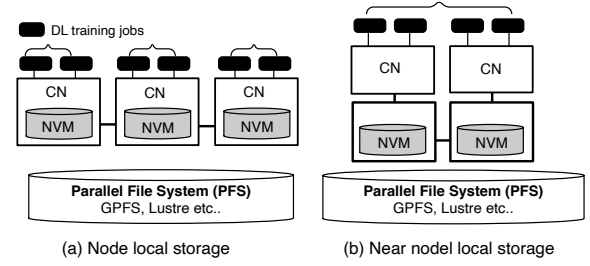 DL training jobs
CN
CN
CN
NVM
NVM
NVM
Parallel File System (PFS)
GPFS, Lustre etc..
(a) Node local storage
CN
CN
NVM
NVM
Parallel File System (PFS)
GPFS, Lustre etc..
(b) Near nodel local storage